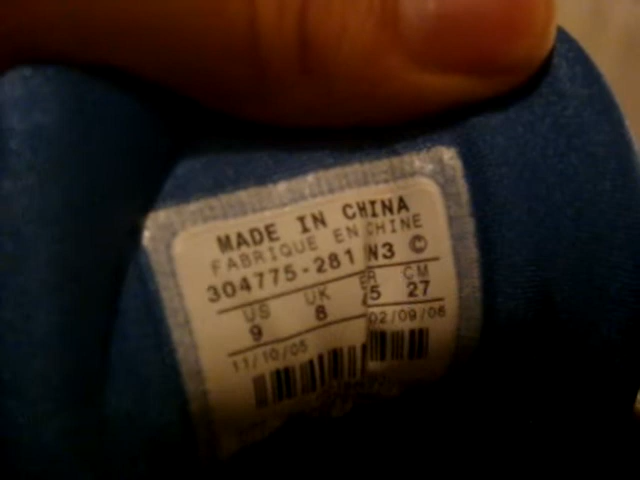 MADE IN CHINA
FABRIQUE EN CHINE
304775-281 N3 ©
US UK CM
9 8 5 27
11/10/05 02/09/06